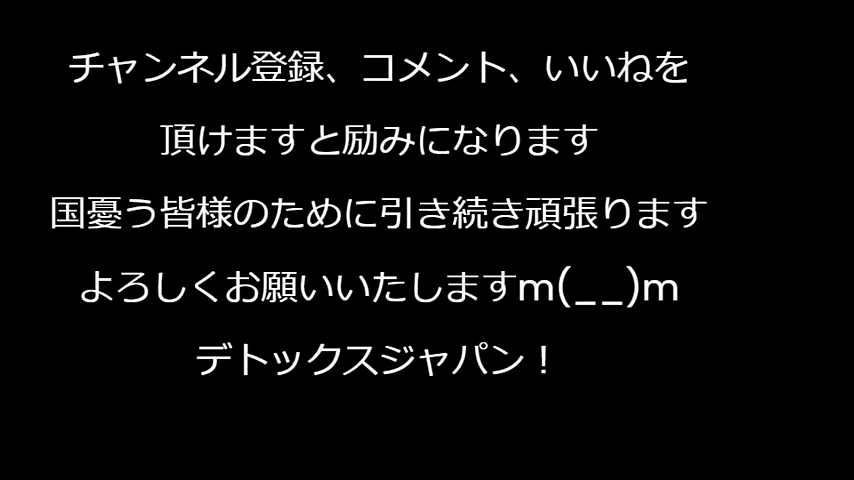 チャンネル登録、コメント、いいねを
頂けますと励みになります
国憂う皆様のために引き続き頑張ります
よろしくお願いいたしますm(__)m
デトックスジャパン！